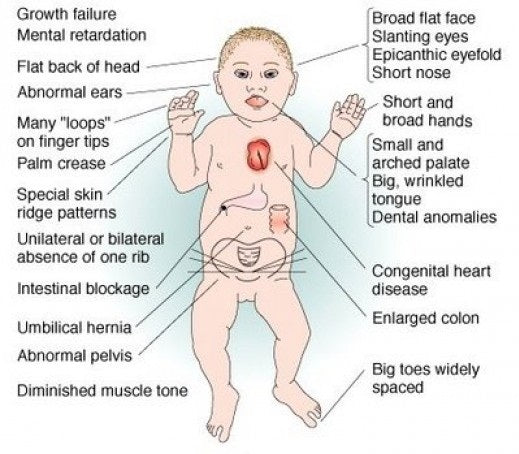 Growth failure
Mental retardation
Flat back of head
Abnormal ears
Many "loops"
on finger tips
Palm crease
Special skin
ridge patterns
Unilateral or bilateral
absence of one rib
Intestinal blockage
Umbilical hernia
Abnormal pelvis
Diminished muscle tone
Broad flat face
Slanting eyes
Epicanthic eyefold
Short nose
Short and
broad hands
Small and
arched palate
Big, wrinkled
tongue
Dental anomalies
Congenital heart
disease
Enlarged colon
Big toes widely
spaced